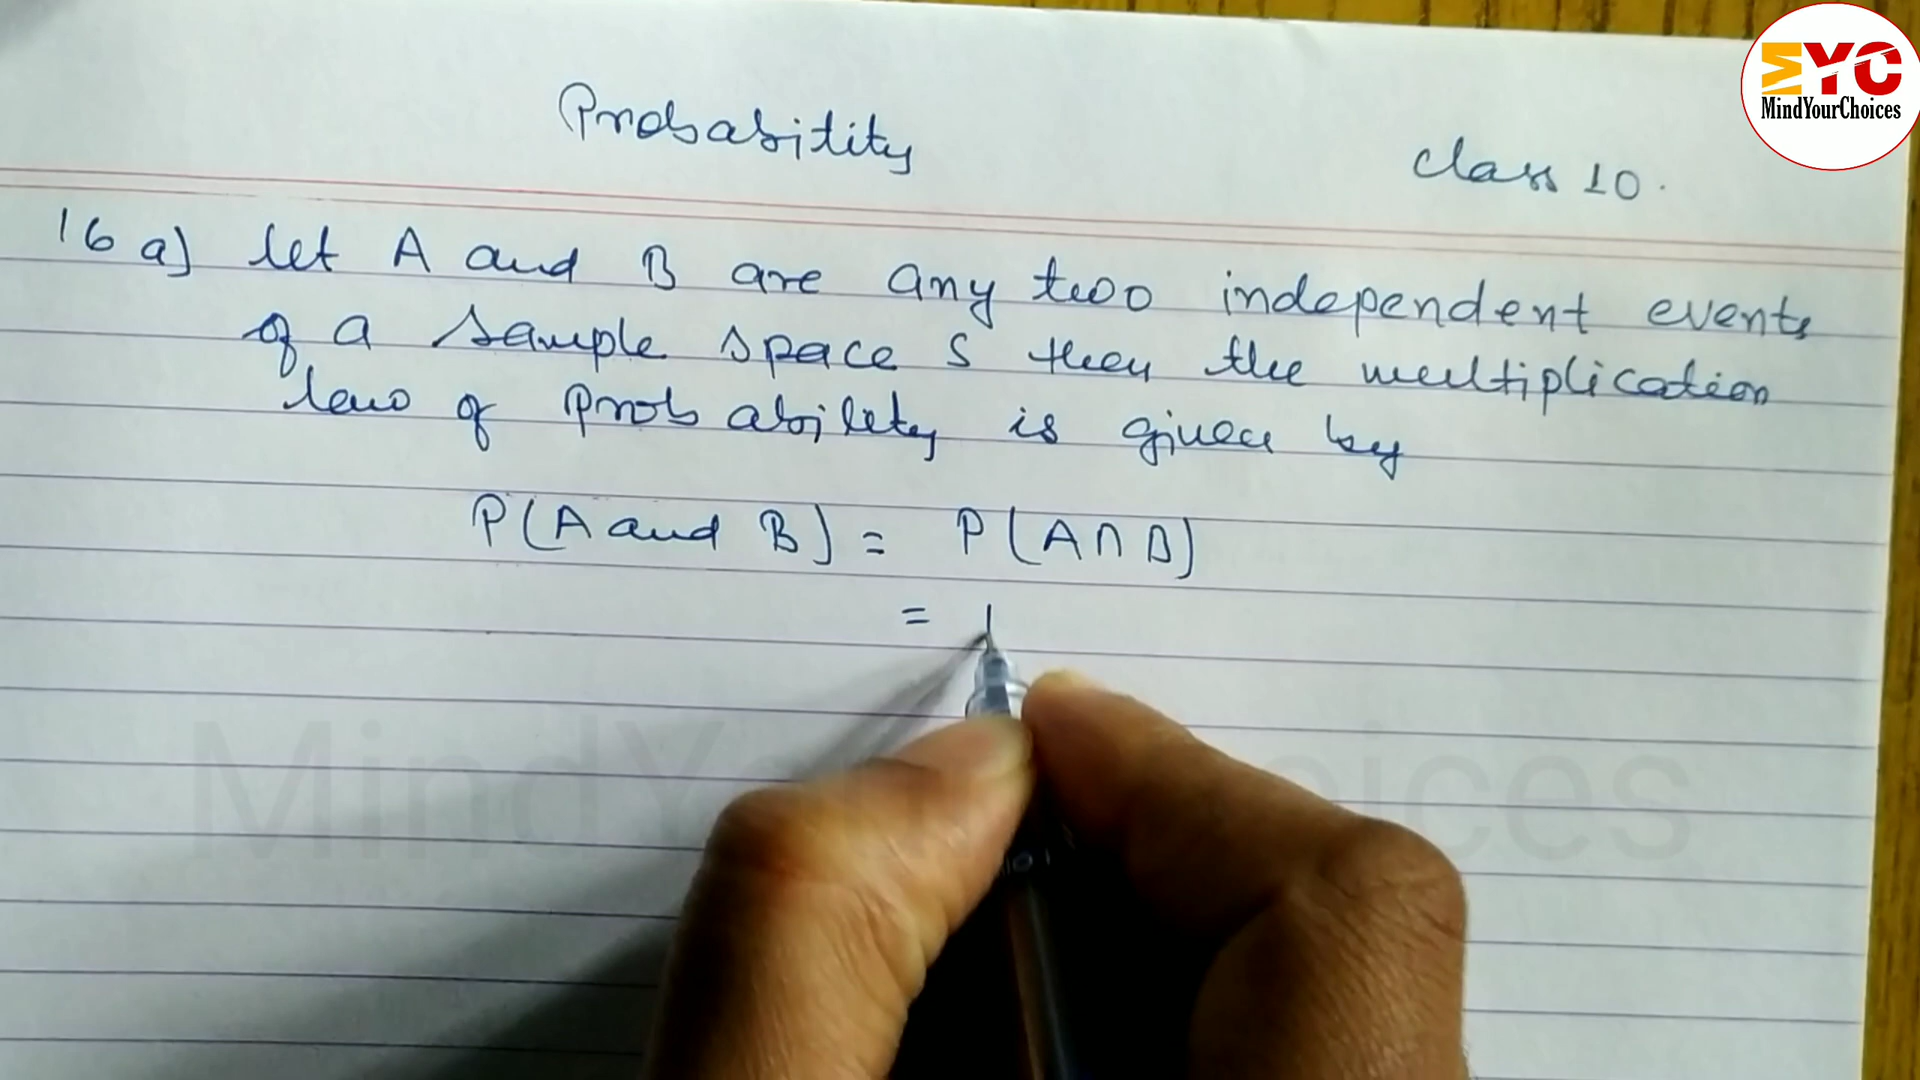 MYC
MindYourChoices
Probability
class 10.
16 a) let A and B are any two independent events
of a sample space S then the multiplication
law of probability is given by
P(A and B) = P(A∩B)
=
MindYourChoices